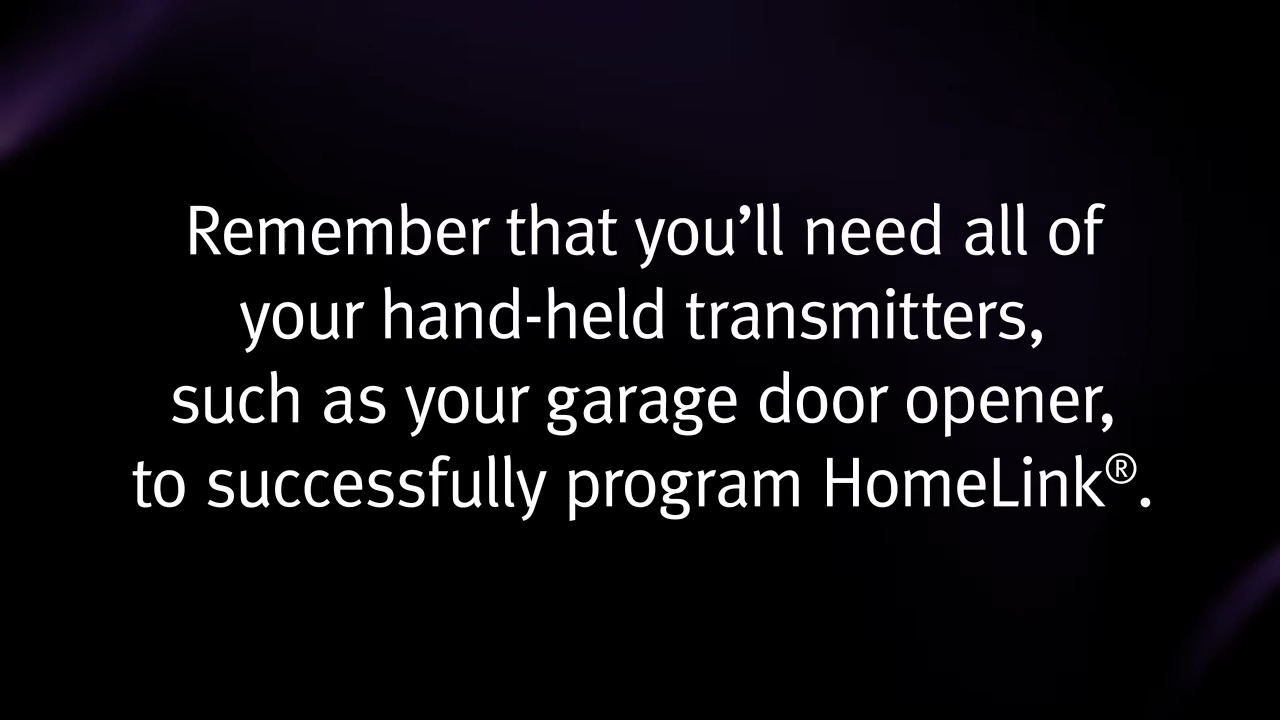 Remember that you’ll need all of
your hand-held transmitters,
such as your garage door opener,
to successfully program HomeLink®.